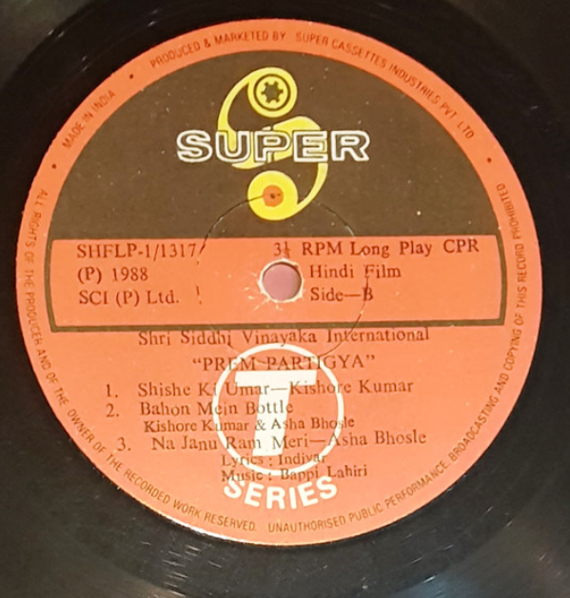 MADE IN INDIA • PRODUCED & MARKETED BY SUPER CASSETTES INDUSTRIES PVT. LTD. •
SUPER
SHFLP-1/1317
3⅓ RPM Long Play CPR
(P) 1988
Hindi Film
SCI (P) Ltd.
Side—B
Shri Siddhi Vinayaka International
"PREM PARTIGYA"
1. Shishe Ki Umar—Kishore Kumar
2. Bahon Mein Bottle
Kishore Kumar & Asha Bhosle
3. Na Janu Ram Meri—Asha Bhosle
Lyrics : Indivar
Music : Bappi Lahiri
T
SERIES
ALL RIGHTS OF THE PRODUCER AND OF THE OWNER OF THE RECORDED WORK RESERVED. UNAUTHORISED PUBLIC PERFORMANCE, BROADCASTING AND COPYING OF THIS RECORD PROHIBITED